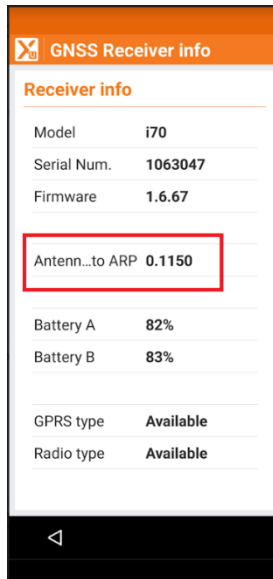 GNSS Receiver info
Receiver info
Model i70
Serial Num. 1063047
Firmware 1.6.67
Antenn...to ARP 0.1150
Battery A 82%
Battery B 83%
GPRS type Available
Radio type Available